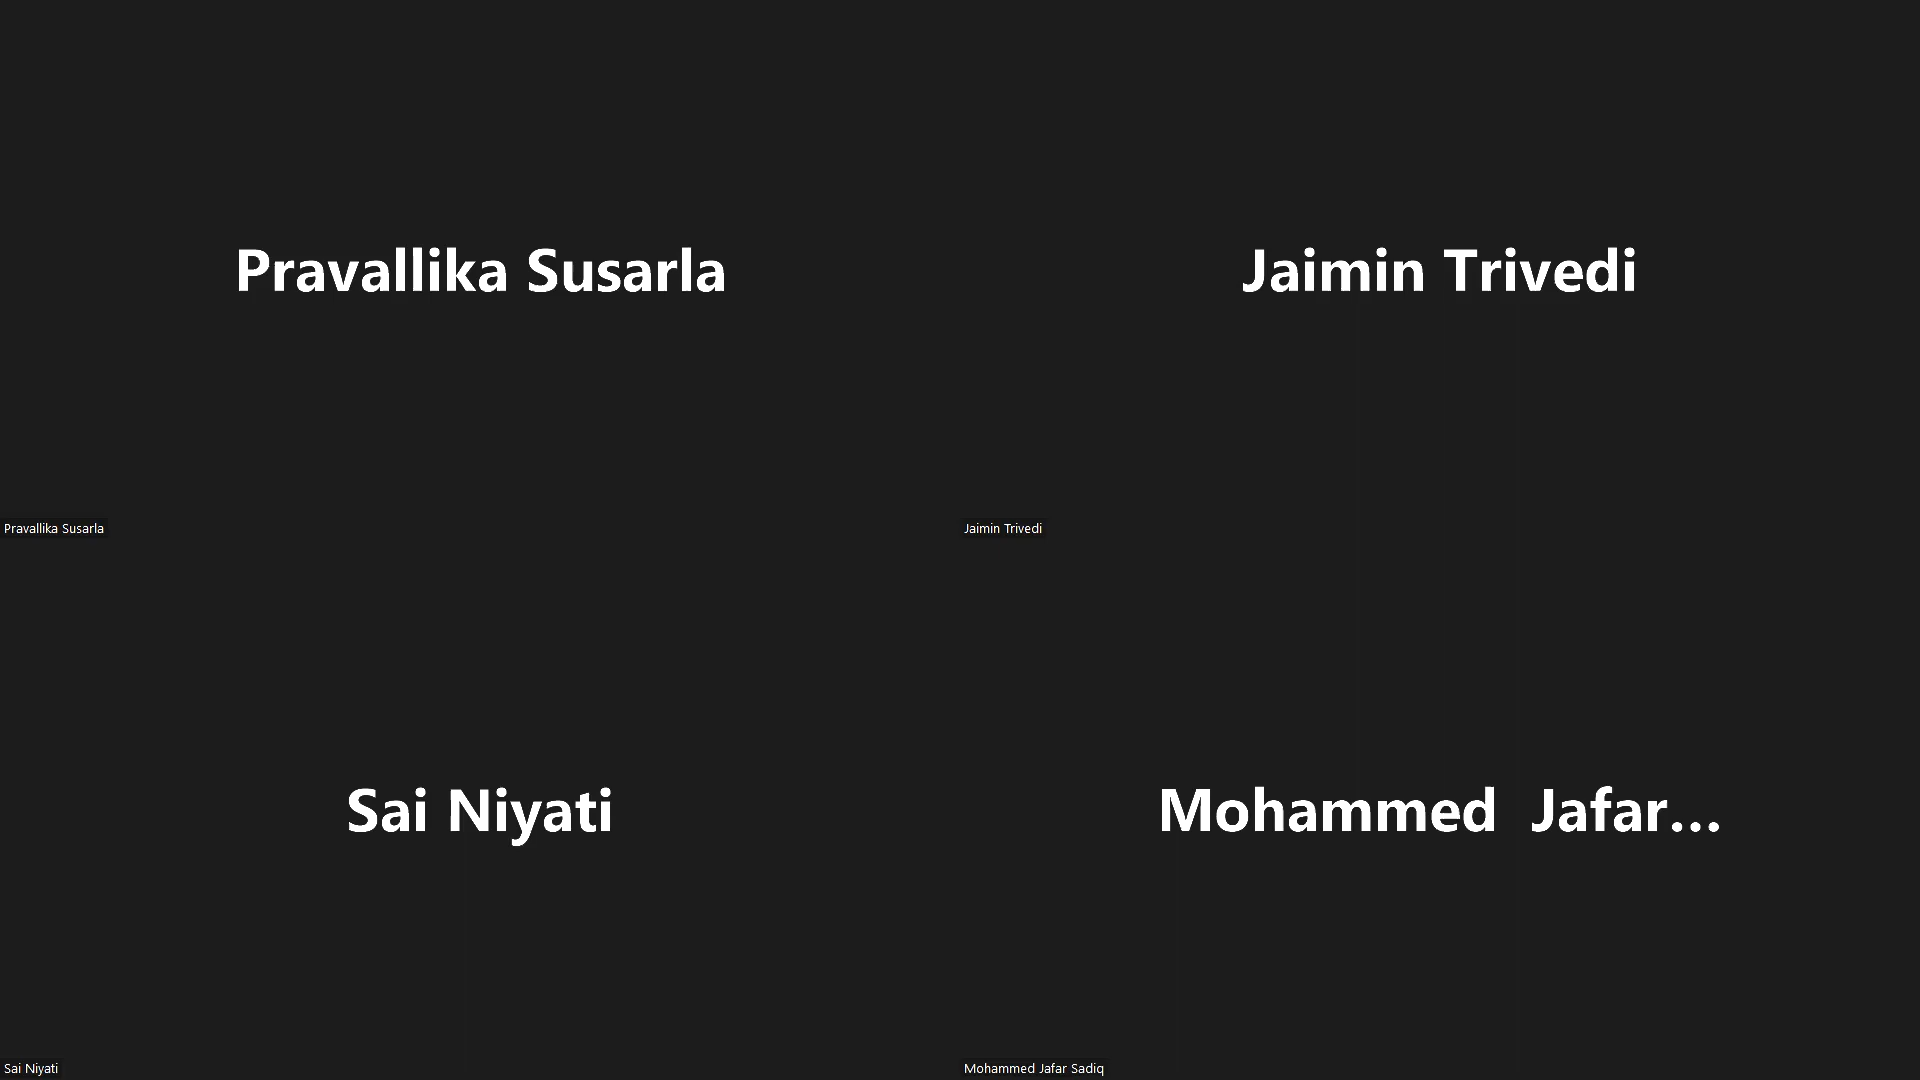 Pravallika Susarla
Jaimin Trivedi
Pravallika Susarla
Jaimin Trivedi
Sai Niyati
Mohammed  Jafar...
Sai Niyati
Mohammed Jafar Sadiq